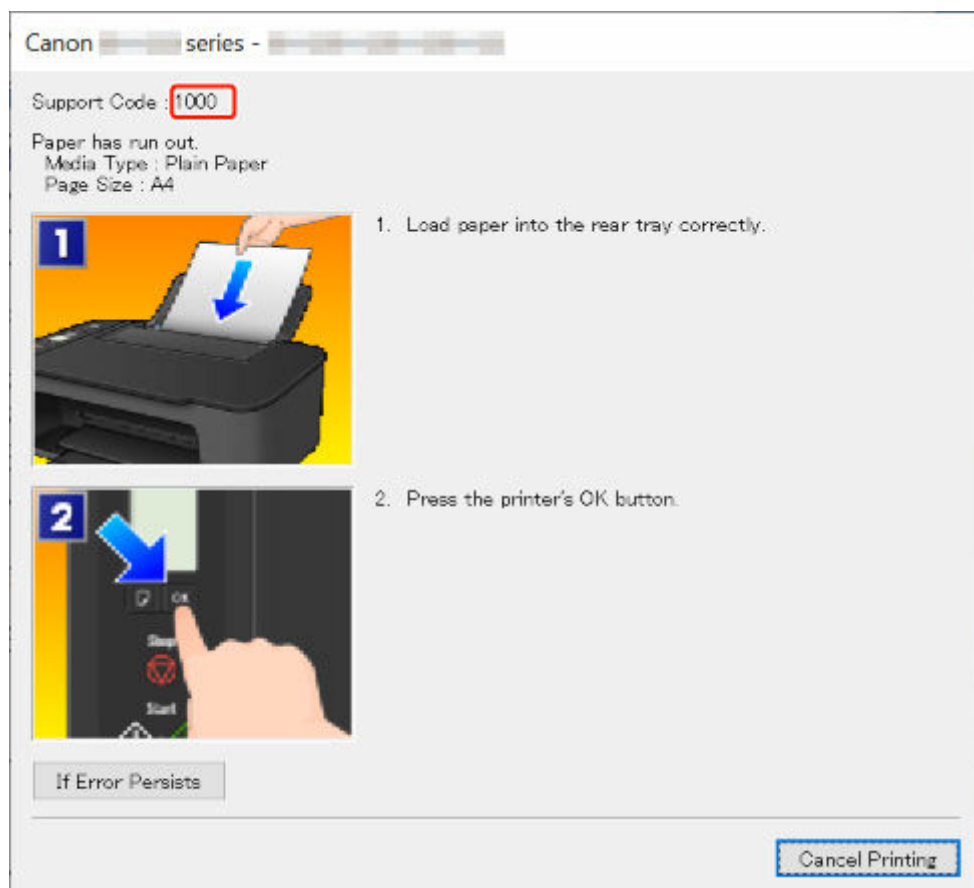 Canon series -
Support Code : 1000
Paper has run out.
Media Type : Plain Paper
Page Size : A4
1
1. Load paper into the rear tray correctly.
2
2. Press the printer's OK button.
OK
Stop
Start
If Error Persists
Cancel Printing